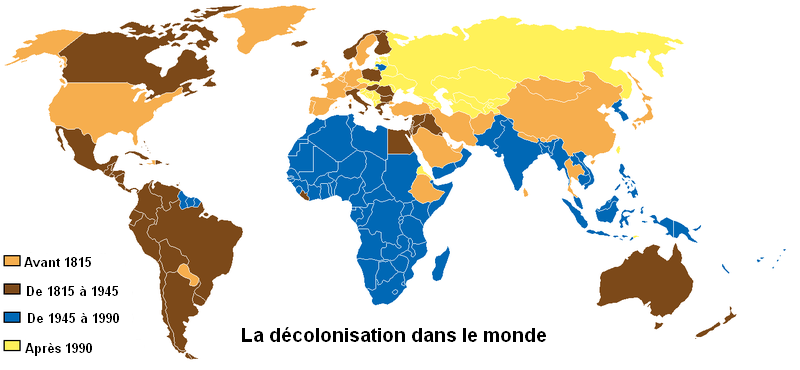 Avant 1815
De 1815 à 1945
De 1945 à 1990
Après 1990
La décolonisation dans le monde